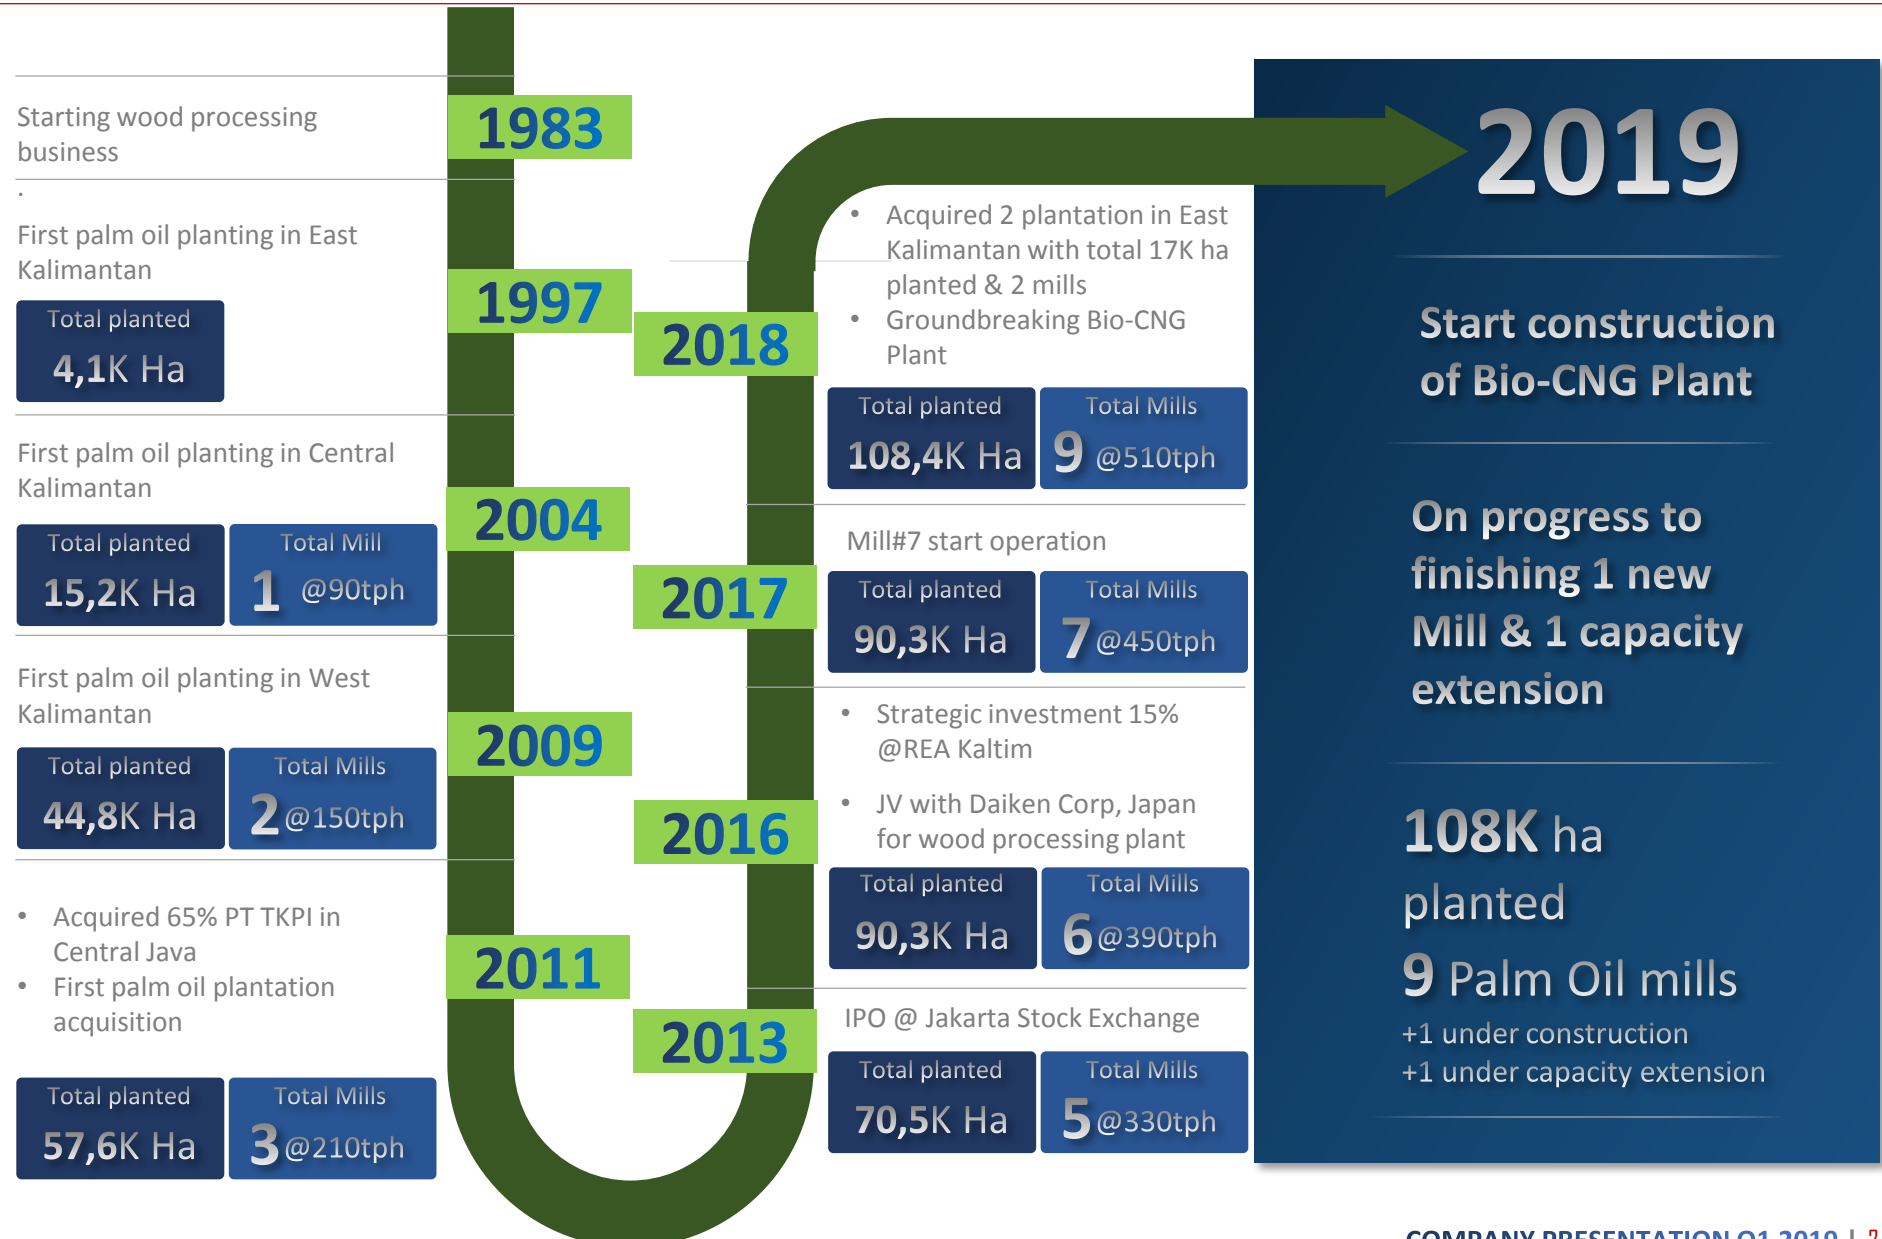 1983
Starting wood processing
business
.
1997
First palm oil planting in East
Kalimantan
Total planted
4,1K Ha
2004
First palm oil planting in Central
Kalimantan
Total planted
15,2K Ha
Total Mill
1 @90tph
2009
First palm oil planting in West
Kalimantan
Total planted
44,8K Ha
Total Mills
2@150tph
2011
• Acquired 65% PT TKPI in
Central Java
• First palm oil plantation
acquisition
Total planted
57,6K Ha
Total Mills
3@210tph
2013
IPO @ Jakarta Stock Exchange
Total planted
70,5K Ha
Total Mills
5@330tph
2016
• Strategic investment 15%
@REA Kaltim
• JV with Daiken Corp, Japan
for wood processing plant
Total planted
90,3K Ha
Total Mills
6@390tph
2017
Mill#7 start operation
Total planted
90,3K Ha
Total Mills
7@450tph
2018
• Acquired 2 plantation in East
Kalimantan with total 17K ha
planted & 2 mills
• Groundbreaking Bio-CNG
Plant
Total planted
108,4K Ha
Total Mills
9 @510tph
2019
Start construction
of Bio-CNG Plant
On progress to
finishing 1 new
Mill & 1 capacity
extension
108K ha
planted
9 Palm Oil mills
+1 under construction
+1 under capacity extension
COMPANY PRESENTATION Q1 2019 |